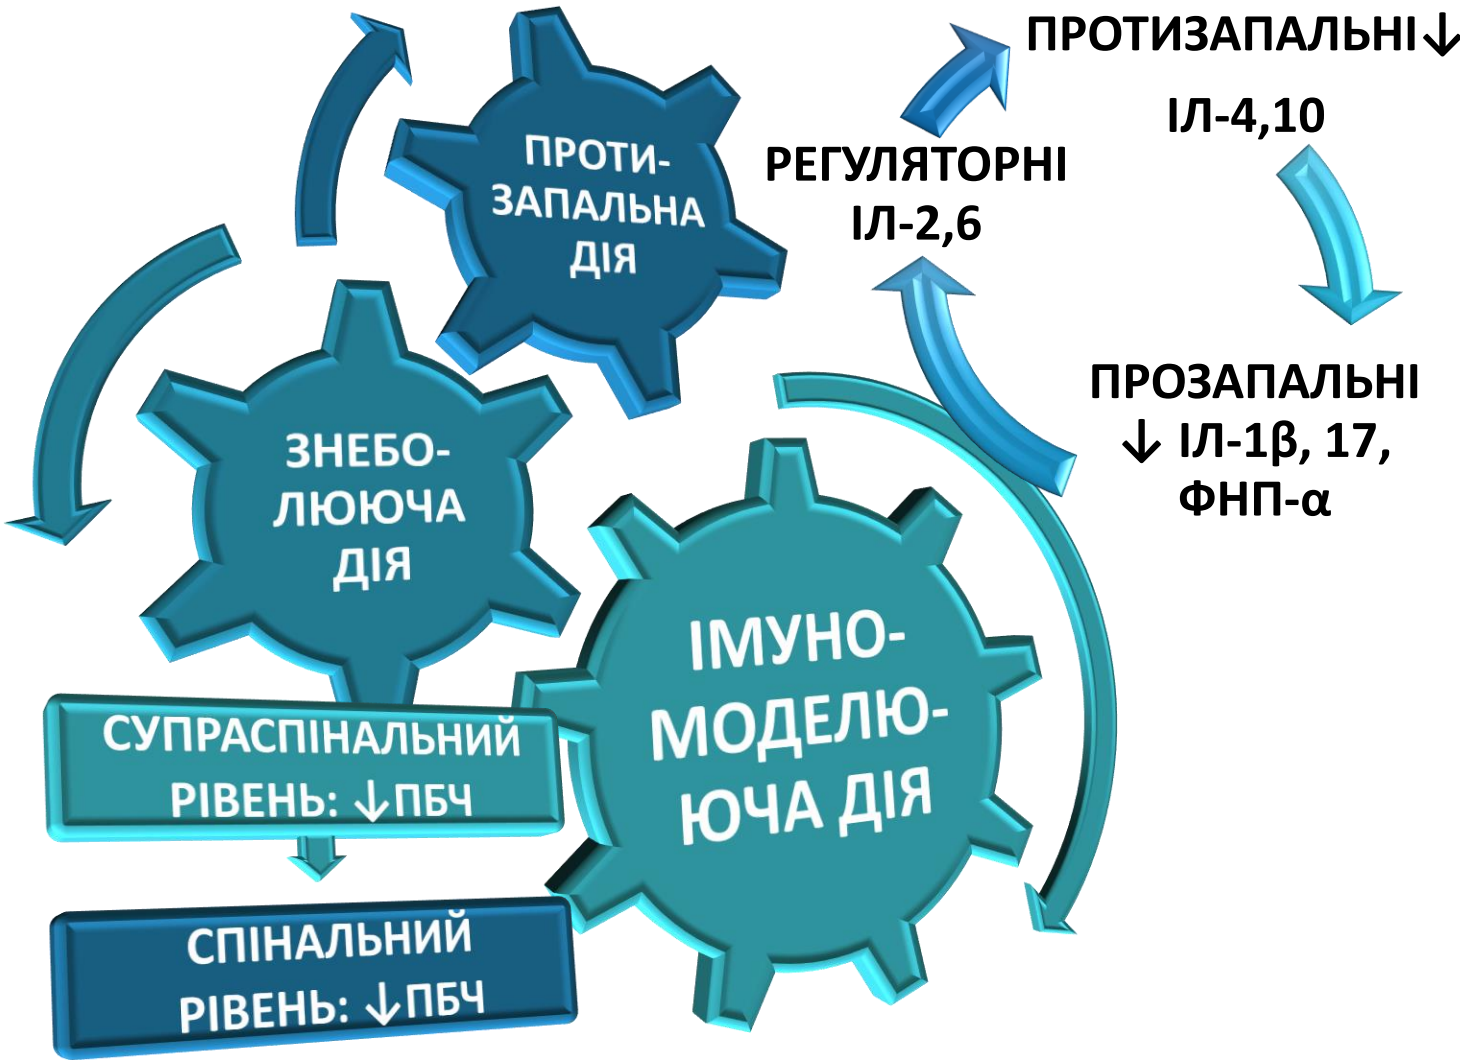 ПРОТИ-
ЗАПАЛЬНА
ДІЯ
ЗНЕБО-
ЛЮЮЧА
ДІЯ
СУПРАСПІНАЛЬНИЙ
РІВЕНЬ: ↓ПБЧ
СПІНАЛЬНИЙ
РІВЕНЬ: ↓ПБЧ
ІМУНО-
МОДЕЛЮ-
ЮЧА ДІЯ
РЕГУЛЯТОРНІ
ІЛ-2,6
ПРОТИЗАПАЛЬНІ↓
ІЛ-4,10
ПРОЗАПАЛЬНІ
↓ ІЛ-1β, 17,
ФНП-α